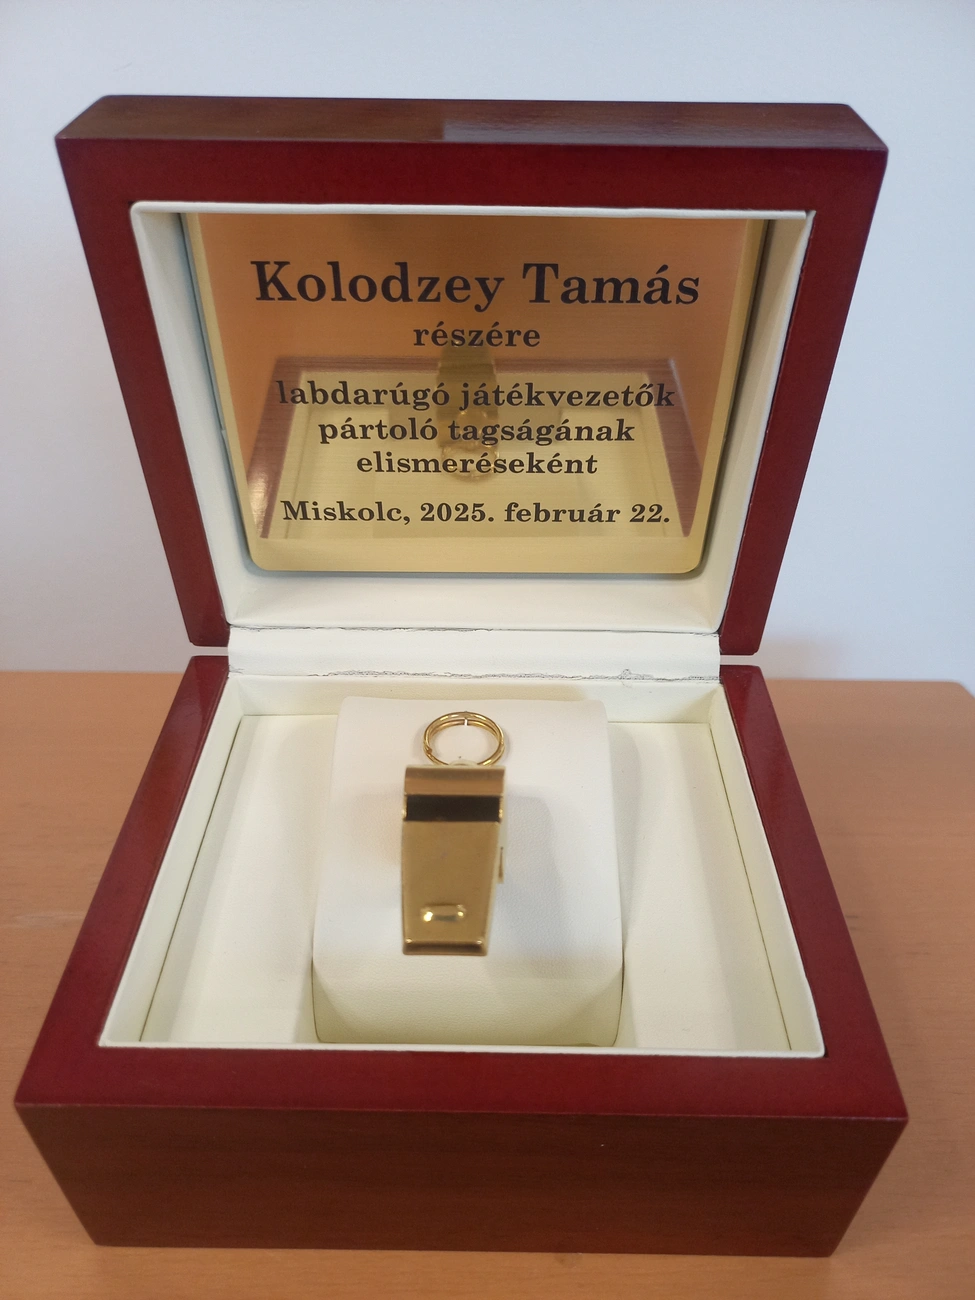 Kolodzey Tamás
részére
labdarúgó játékvezetők
pártoló tagságának
elismeréseként
Miskolc, 2025. február 22.